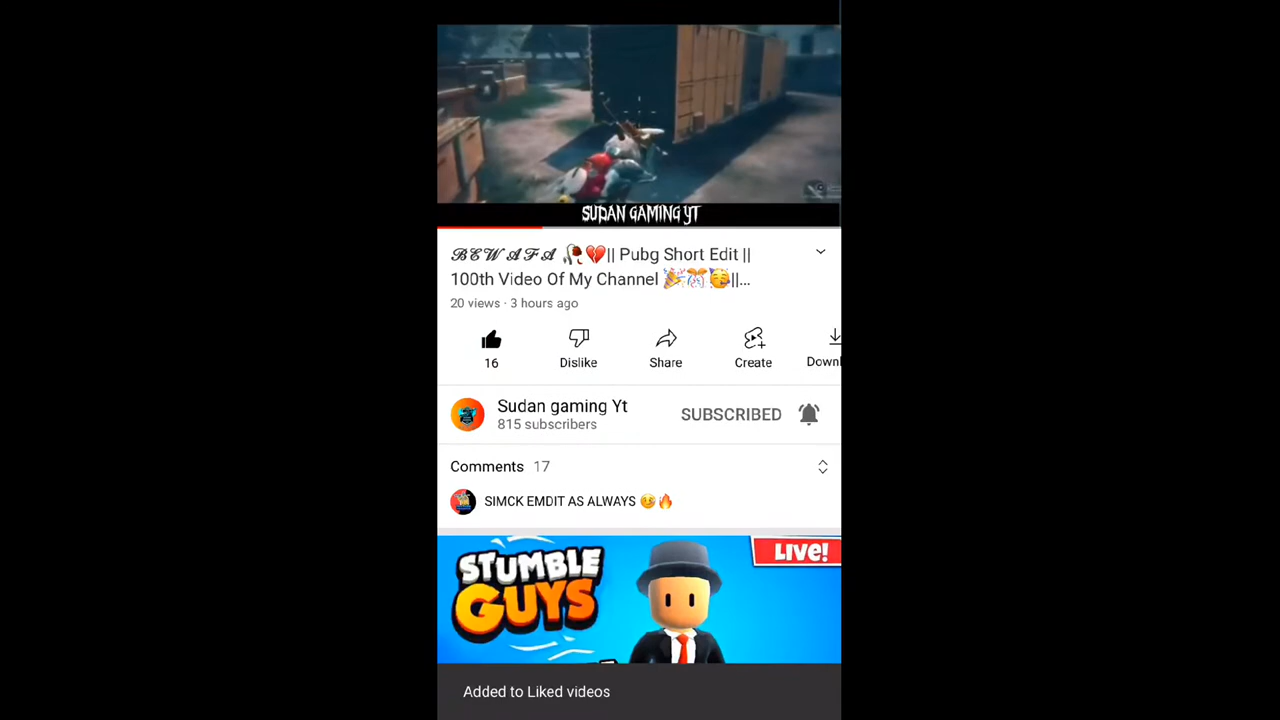 SUDAN GAMING YT
ℬℰ𝒲𝒜ℱ𝒜 🥀💔|| Pubg Short Edit ||
100th Video Of My Channel 🎉🎊🥳||...
20 views · 3 hours ago
16 Dislike Share Create Downl
Sudan gaming Yt
815 subscribers
SUBSCRIBED
Comments 17
SIMCK EMDIT AS ALWAYS 🥴🔥
STUMBLE
GUYS
LIVE!
Added to Liked videos